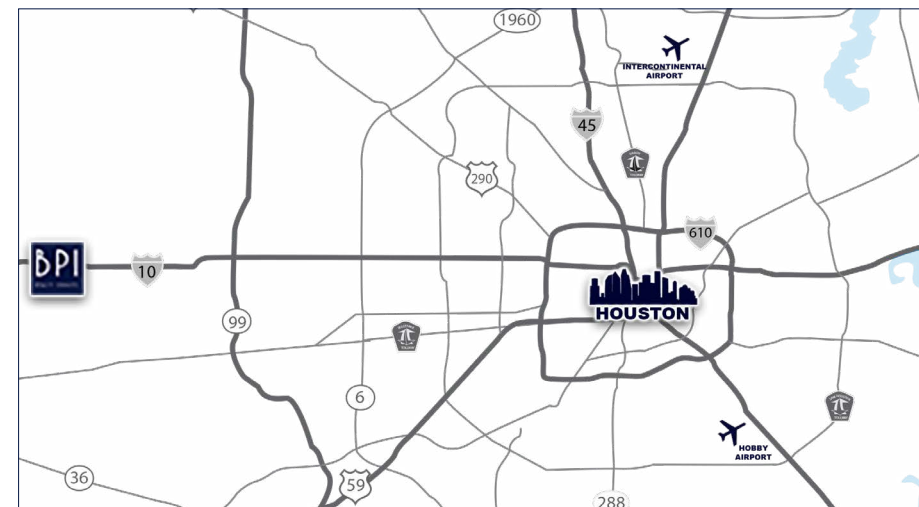 1960
INTERCONTINENTAL
AIRPORT
45
290
610
BPI
10
HOUSTON
99
6
HOBBY
AIRPORT
36
59
288